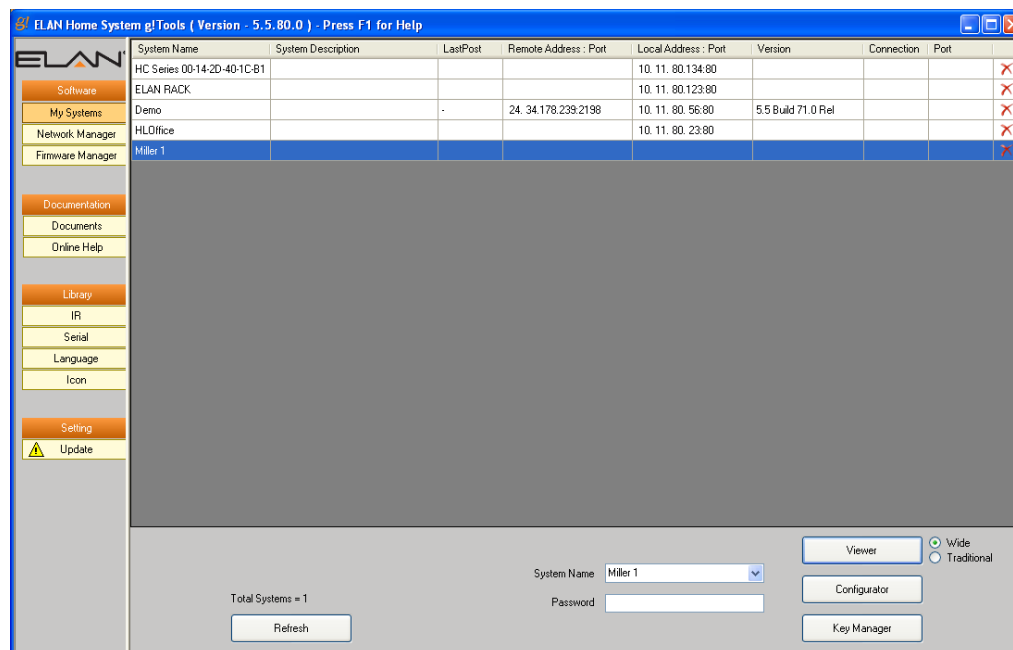 g! ELAN Home System g!Tools ( Version - 5.5.80.0 ) - Press F1 for Help
ELAN
Software
My Systems
Network Manager
Firmware Manager
Documentation
Documents
Online Help
Library
IR
Serial
Language
Icon
Setting
Update
System Name System Description LastPost Remote Address : Port Local Address : Port Version Connection Port
HC Series 00-14-2D-40-1C-B1 10. 11. 80.134:80
ELAN RACK 10. 11. 80.123:80
Demo - 24. 34.178.239:2198 10. 11. 80. 56:80 5.5 Build 71.0 Rel
HLOffice 10. 11. 80. 23:80
Miller 1
Total Systems = 1
Refresh
System Name Miller 1
Password
Viewer
Wide
Traditional
Configurator
Key Manager